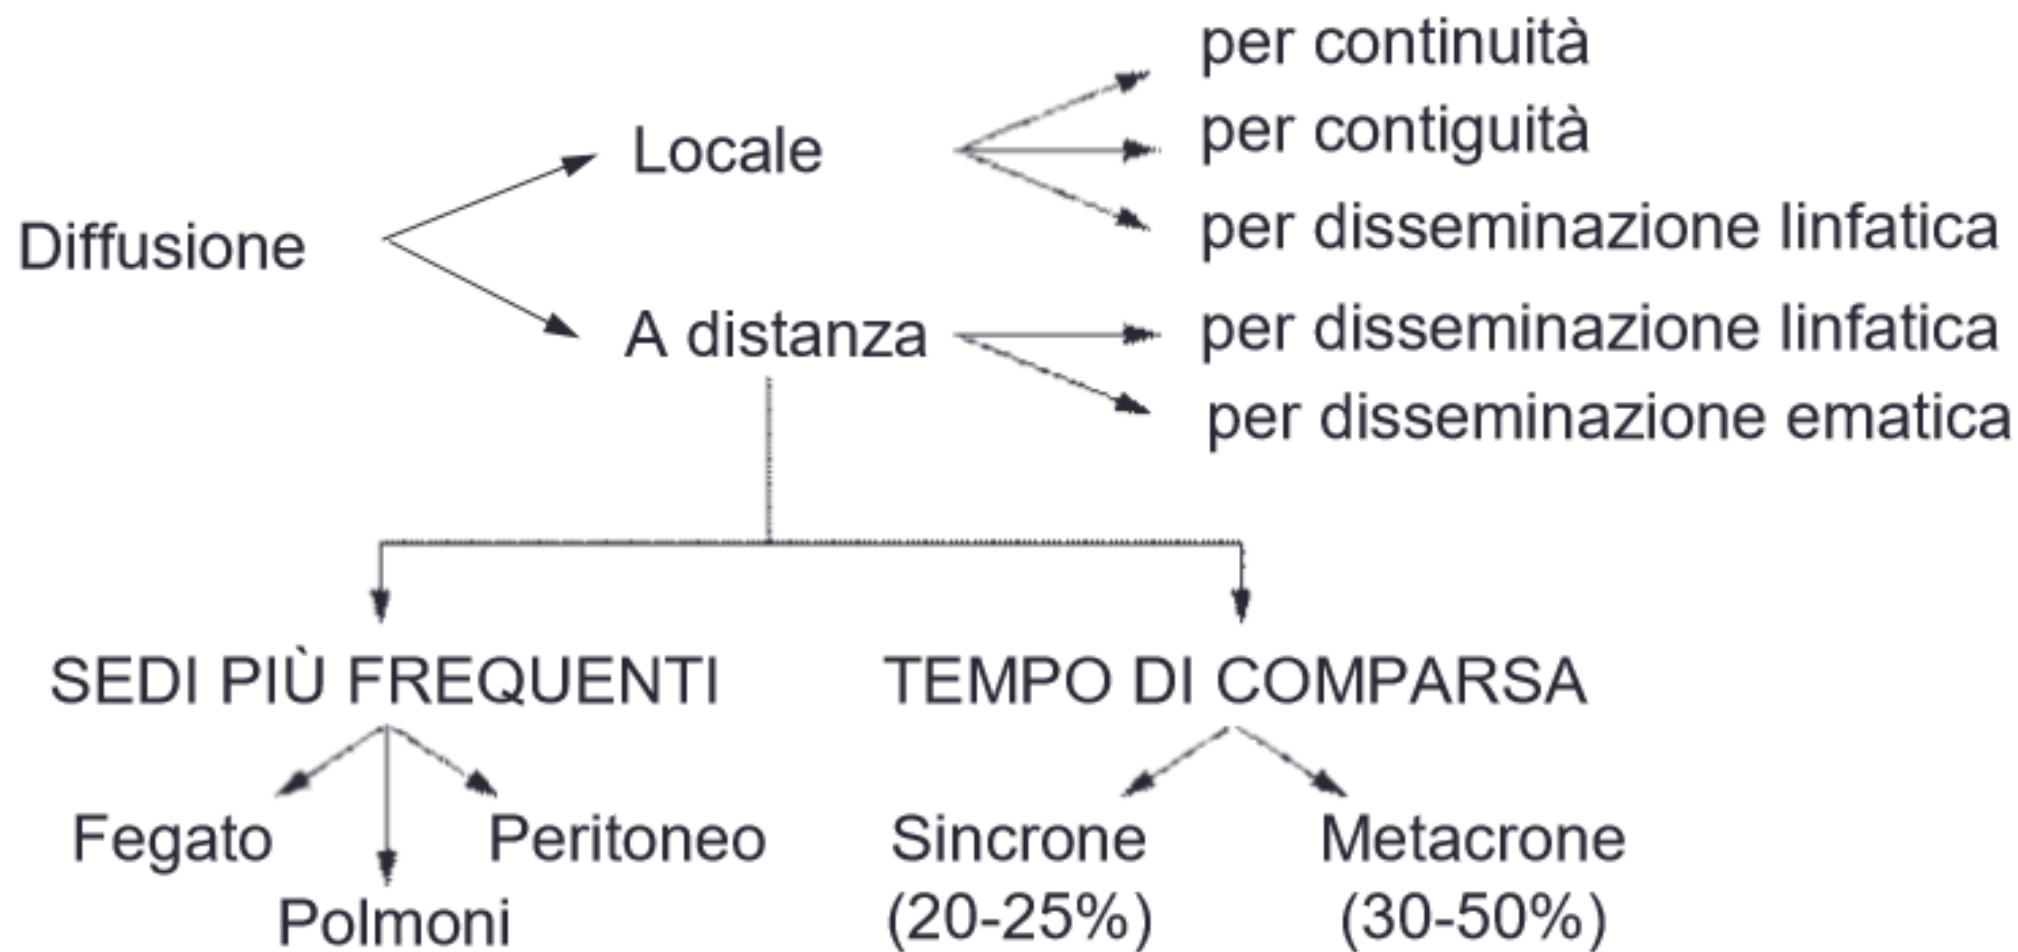 per continuità
Locale
per contiguità
per disseminazione linfatica
Diffusione
A distanza
per disseminazione linfatica
per disseminazione ematica
SEDI PIÙ FREQUENTI
TEMPO DI COMPARSA
Fegato
Peritoneo
Polmoni
Sincrone
(20-25%)
Metacrone
(30-50%)